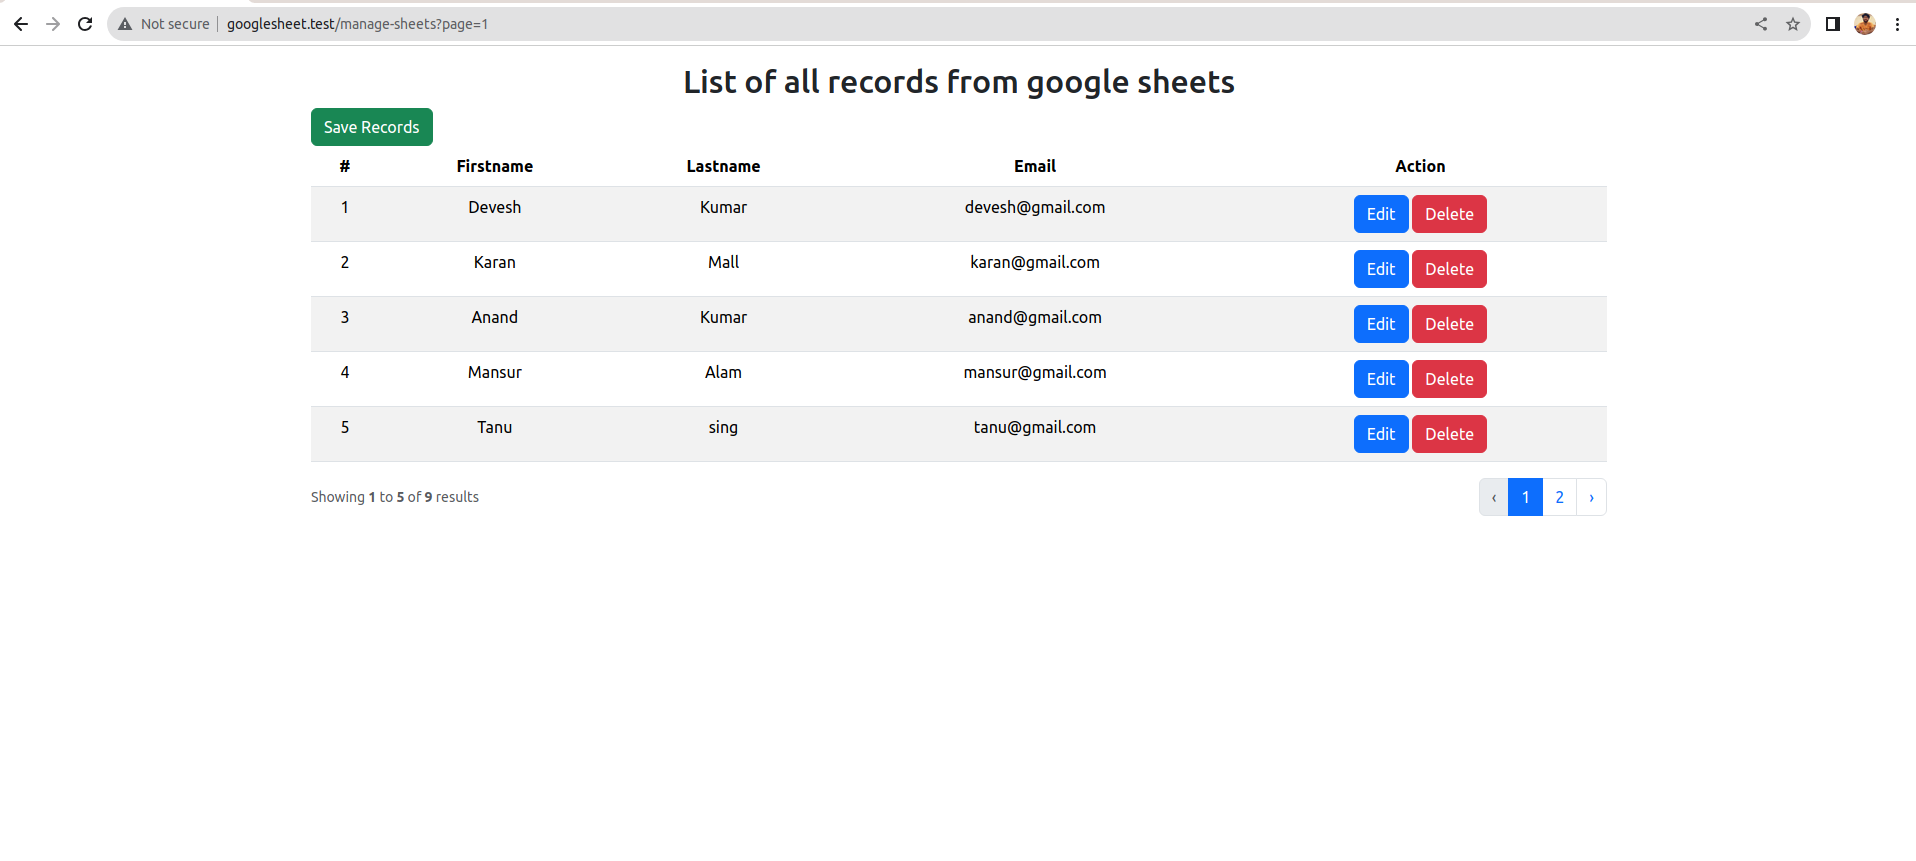 Not secure googlesheet.test/manage-sheets?page=1
List of all records from google sheets
Save Records
# Firstname Lastname Email Action
1 Devesh Kumar devesh@gmail.com Edit Delete
2 Karan Mall karan@gmail.com Edit Delete
3 Anand Kumar anand@gmail.com Edit Delete
4 Mansur Alam mansur@gmail.com Edit Delete
5 Tanu sing tanu@gmail.com Edit Delete
Showing 1 to 5 of 9 results ‹ 1 2 ›